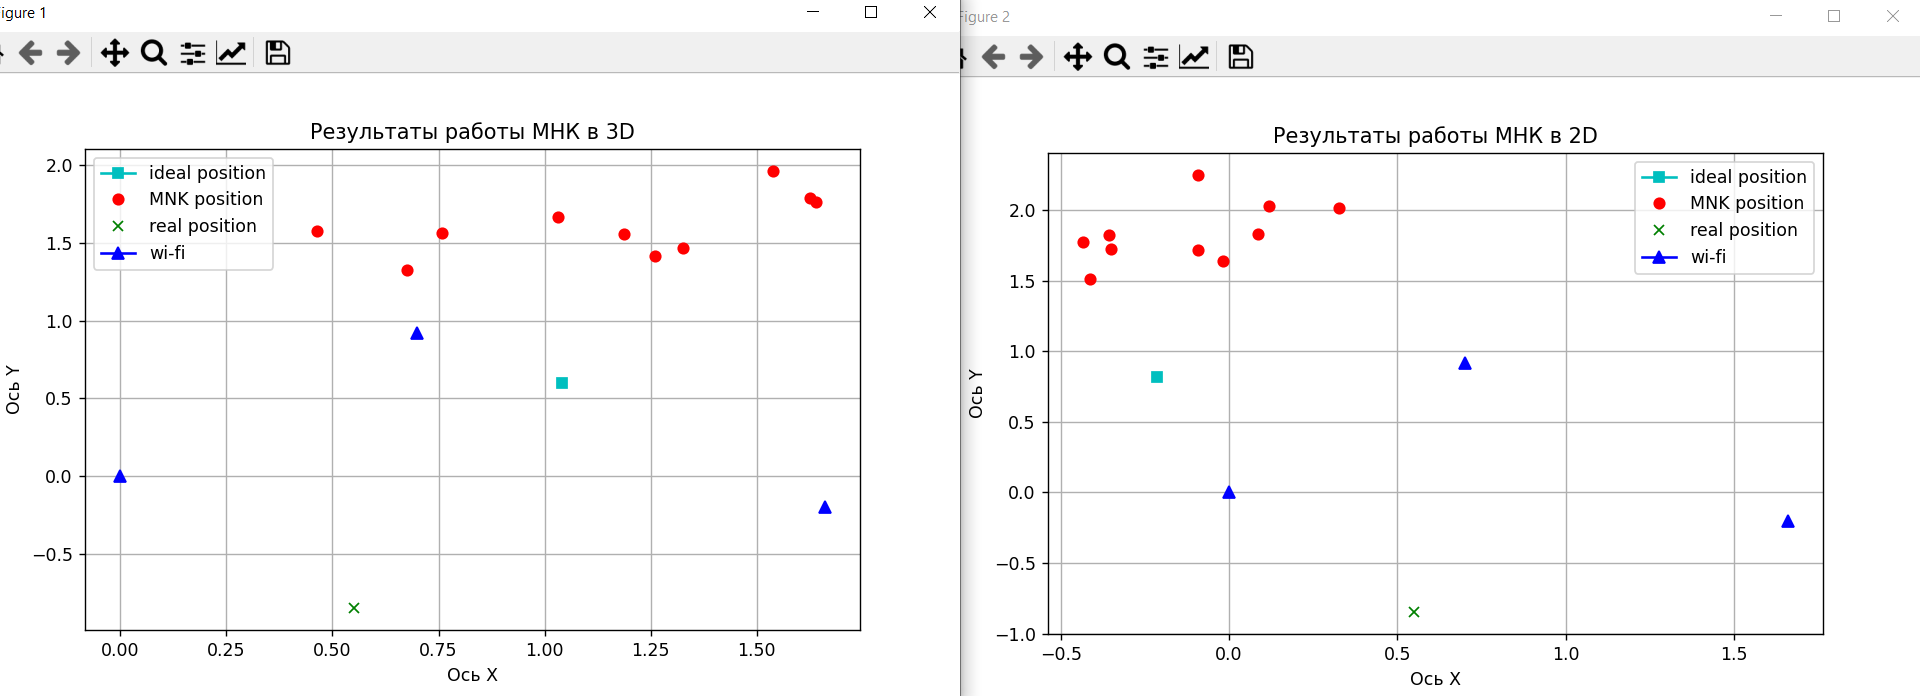 igure 1
Результаты работы МНК в 3D
ideal position
MNK position
real position
wi-fi
2.0
1.5
1.0
0.5
0.0
−0.5
Ось Y
0.00 0.25 0.50 0.75 1.00 1.25 1.50
Ось X
Figure 2
Результаты работы МНК в 2D
ideal position
MNK position
real position
wi-fi
2.0
1.5
1.0
0.5
0.0
−0.5
−1.0
Ось Y
−0.5 0.0 0.5 1.0 1.5
Ось X